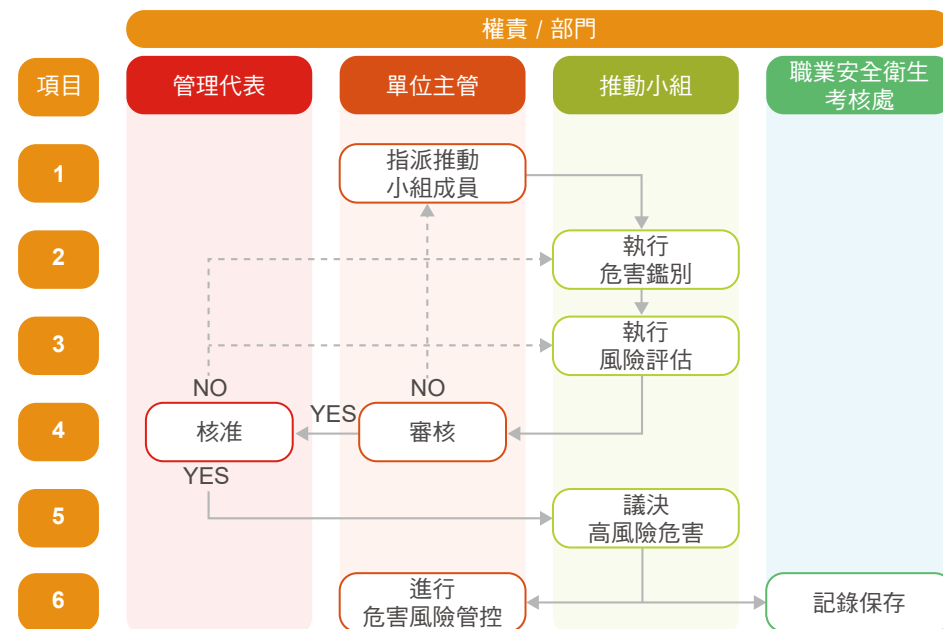 權責 / 部門
項目
管理代表
單位主管
推動小組
職業安全衛生
考核處
1
指派推動
小組成員
2
執行
危害鑑別
3
執行
風險評估
NO
NO
4
核准
YES
審核
YES
5
議決
高風險危害
6
進行
危害風險管控
記錄保存